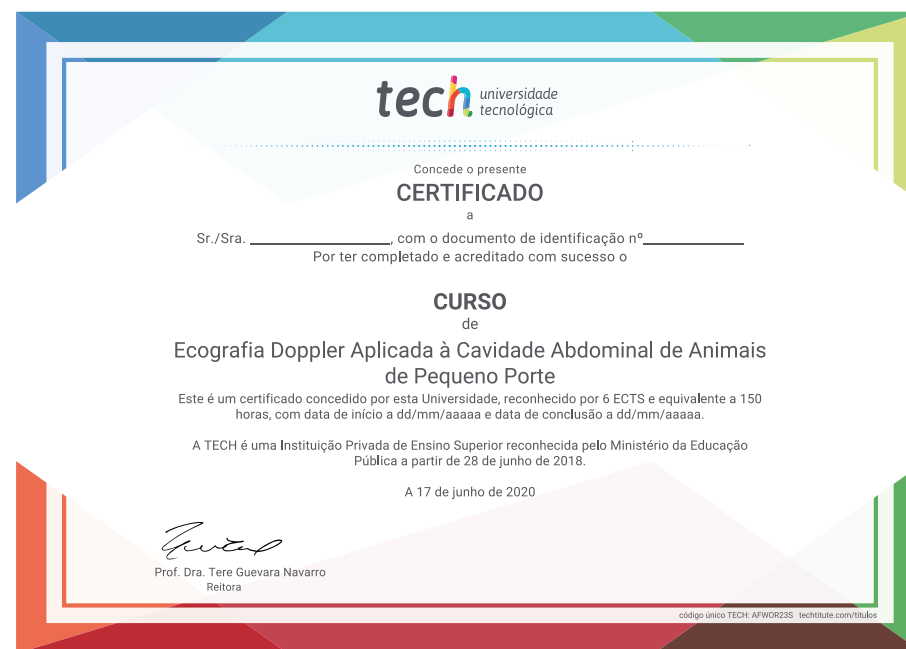 tech universidade
tecnológica
Concede o presente
CERTIFICADO
a
Sr./Sra. ____________________, com o documento de identificação nº______________
Por ter completado e acreditado com sucesso o
CURSO
de
Ecografia Doppler Aplicada à Cavidade Abdominal de Animais
de Pequeno Porte
Este é um certificado concedido por esta Universidade, reconhecido por 6 ECTS e equivalente a 150
horas, com data de início a dd/mm/aaaaa e data de conclusão a dd/mm/aaaaa.
A TECH é uma Instituição Privada de Ensino Superior reconhecida pelo Ministério da Educação
Pública a partir de 28 de junho de 2018.
A 17 de junho de 2020
Prof. Dra. Tere Guevara Navarro
Reitora
código único TECH: AFWOR23S techtitute.com/titulos